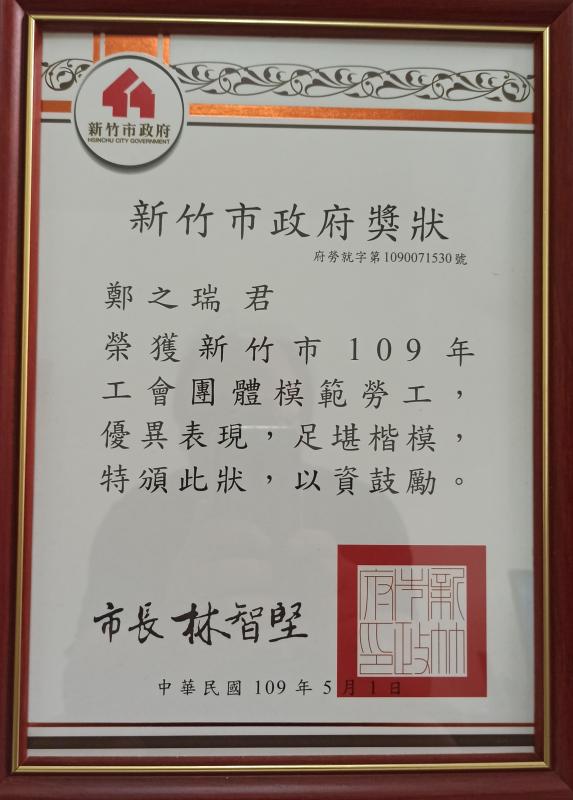 新竹市政府
HSINCHU CITY GOVERNMENT
新竹市政府獎狀
府勞就字第1090071530號
鄭之瑞 君
榮獲新竹市109年
工會團體模範勞工，
優異表現，足堪楷模，
特頒此狀，以資鼓勵。
市長 林智堅
新竹市政府印
中華民國109年5月1日